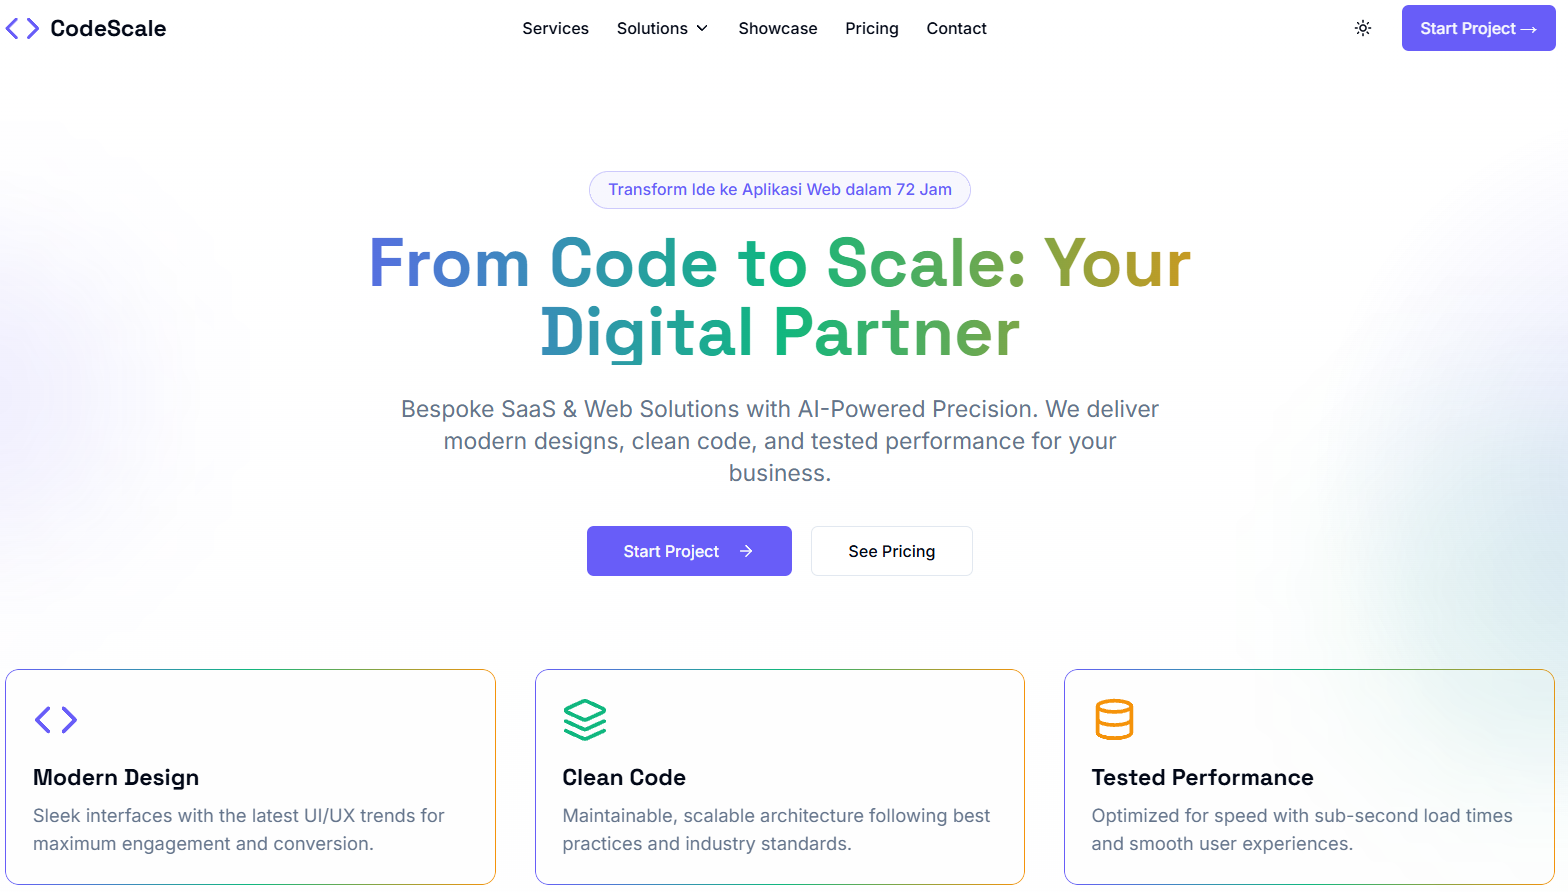 CodeScale
Services
Solutions
Showcase
Pricing
Contact
Start Project →
Transform Ide ke Aplikasi Web dalam 72 Jam
From Code to Scale: Your
Digital Partner
Bespoke SaaS & Web Solutions with AI-Powered Precision. We deliver
modern designs, clean code, and tested performance for your
business.
Start Project →
See Pricing
Modern Design
Sleek interfaces with the latest UI/UX trends for
maximum engagement and conversion.
Clean Code
Maintainable, scalable architecture following best
practices and industry standards.
Tested Performance
Optimized for speed with sub-second load times
and smooth user experiences.